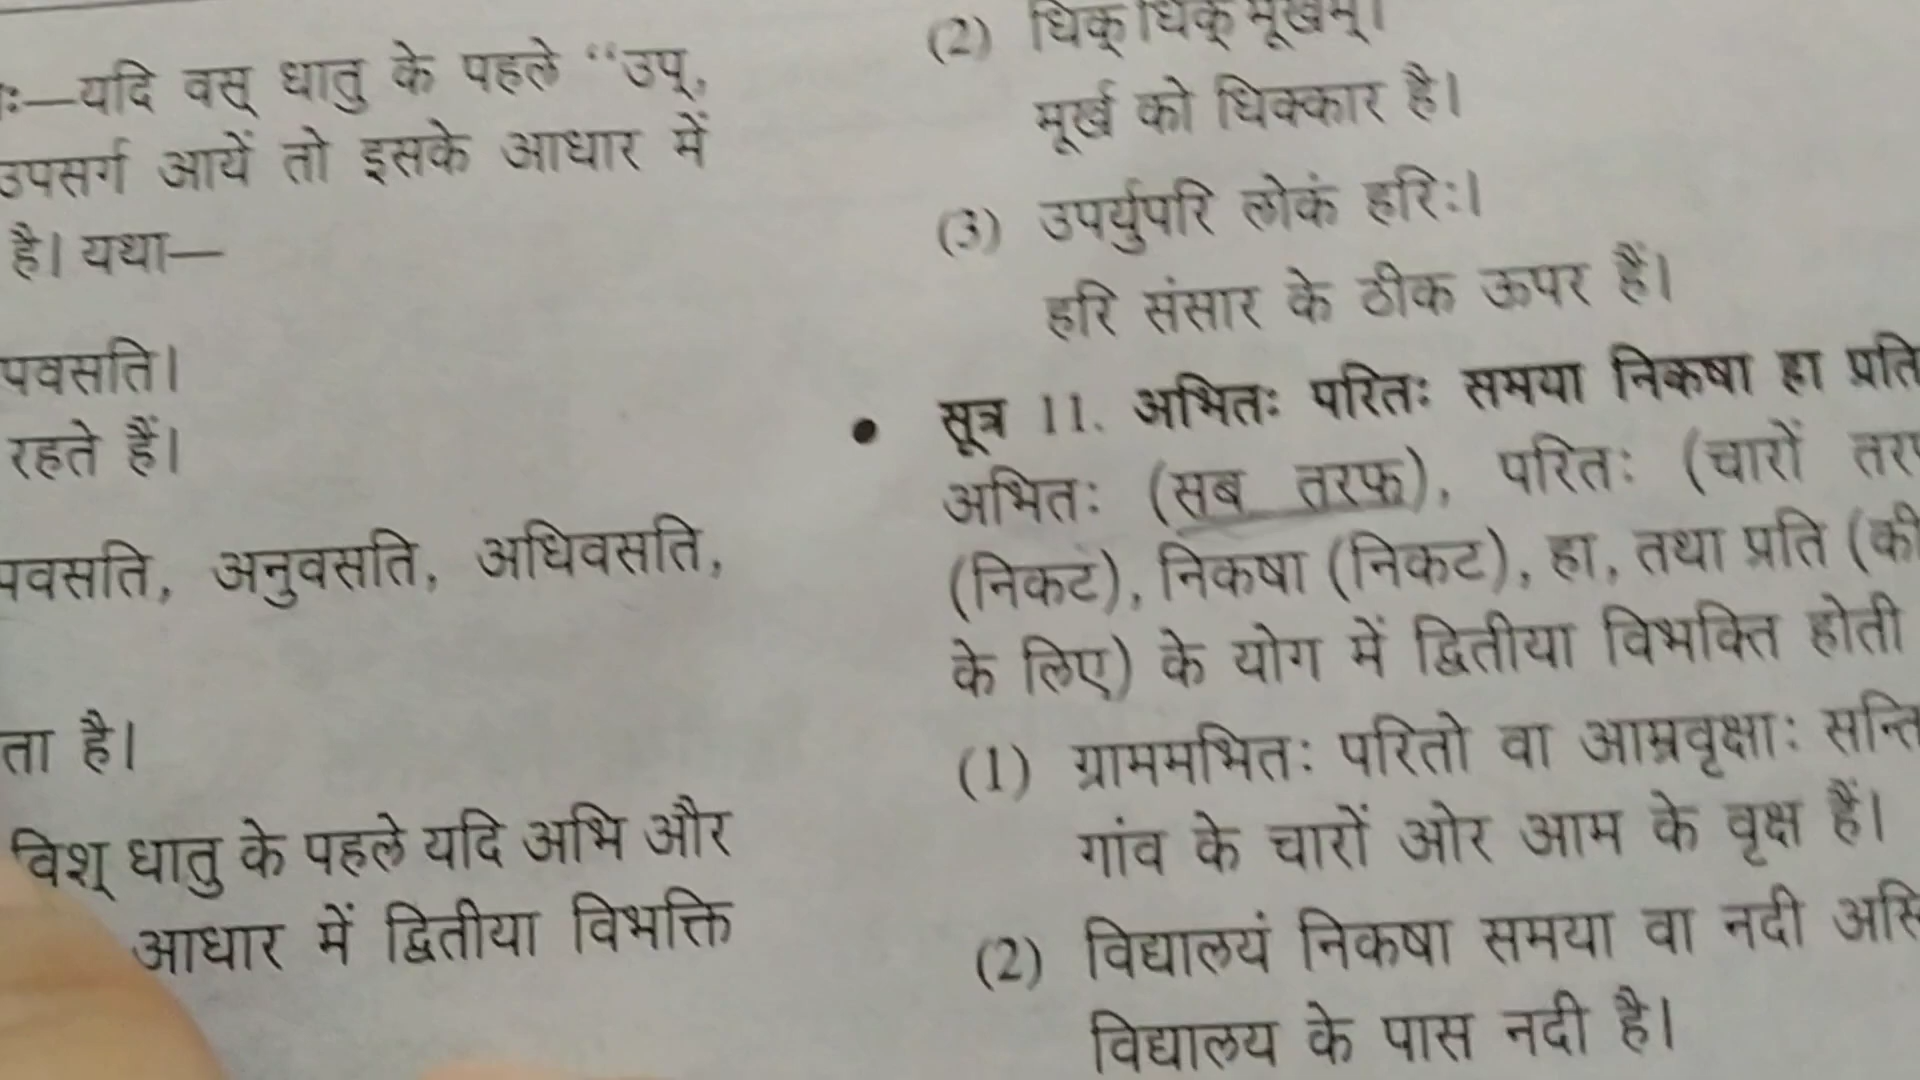 यदि वस् धातु के पहले “उप्,
उपसर्ग आयें तो इसके आधार में
है। यथा—
पवसति।
रहते हैं।
पवसति, अनुवसति, अधिवसति,
ता है।
विश् धातु के पहले यदि अभि और
आधार में द्वितीया विभक्ति
(2) धिक् धिक् मूर्खम्।
मूर्ख को धिक्कार है।
(3) उपर्युपरि लोकं हरिः।
हरि संसार के ठीक ऊपर हैं।
• सूत्र 11. अभितः परितः समया निकषा हा प्रति
अभितः (सब तरफ), परितः (चारों
(निकट), निकषा (निकट), हा, तथा प्रति (की
के लिए) के योग में द्वितीया विभक्ति होती
(1) ग्राममभितः परितो वा आम्रवृक्षाः सन्ति
गांव के चारों ओर आम के वृक्ष हैं।
(2) विद्यालयं निकषा समया वा नदी
विद्यालय के पास नदी है।